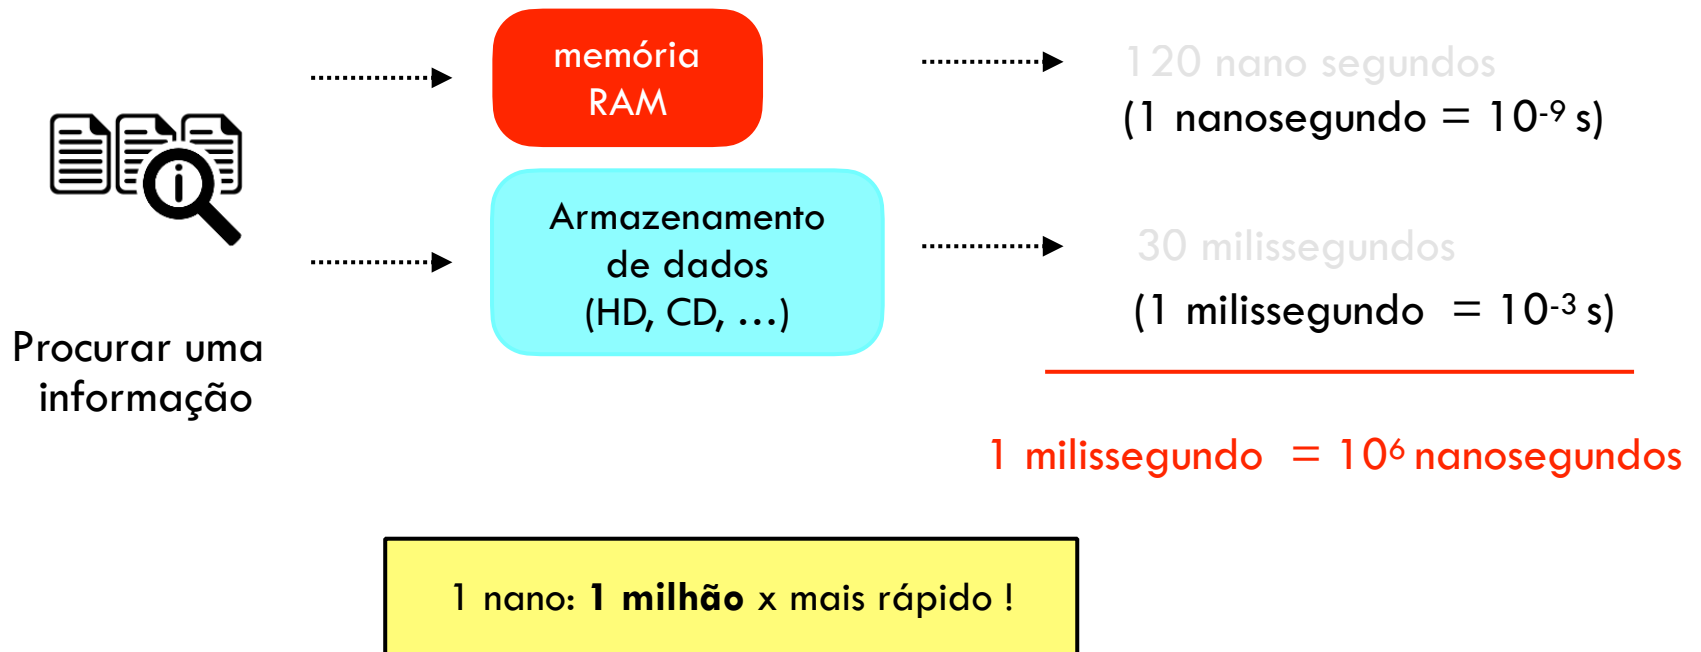 memória
RAM
120 nano segundos
(1 nanosegundo = 10⁻⁹ s)
i
Armazenamento
de dados
(HD, CD, ...)
30 milissegundos
(1 milissegundo = 10⁻³ s)
Procurar uma
informação
1 milissegundo = 10⁶ nanosegundos
1 nano: 1 milhão x mais rápido !